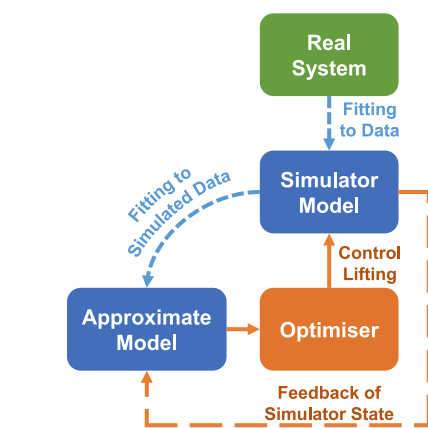 Real
System
Fitting
to Data
Fitting to
Simulated Data
Simulator
Model
Control
Lifting
Approximate
Model
Optimiser
Feedback of
Simulator State